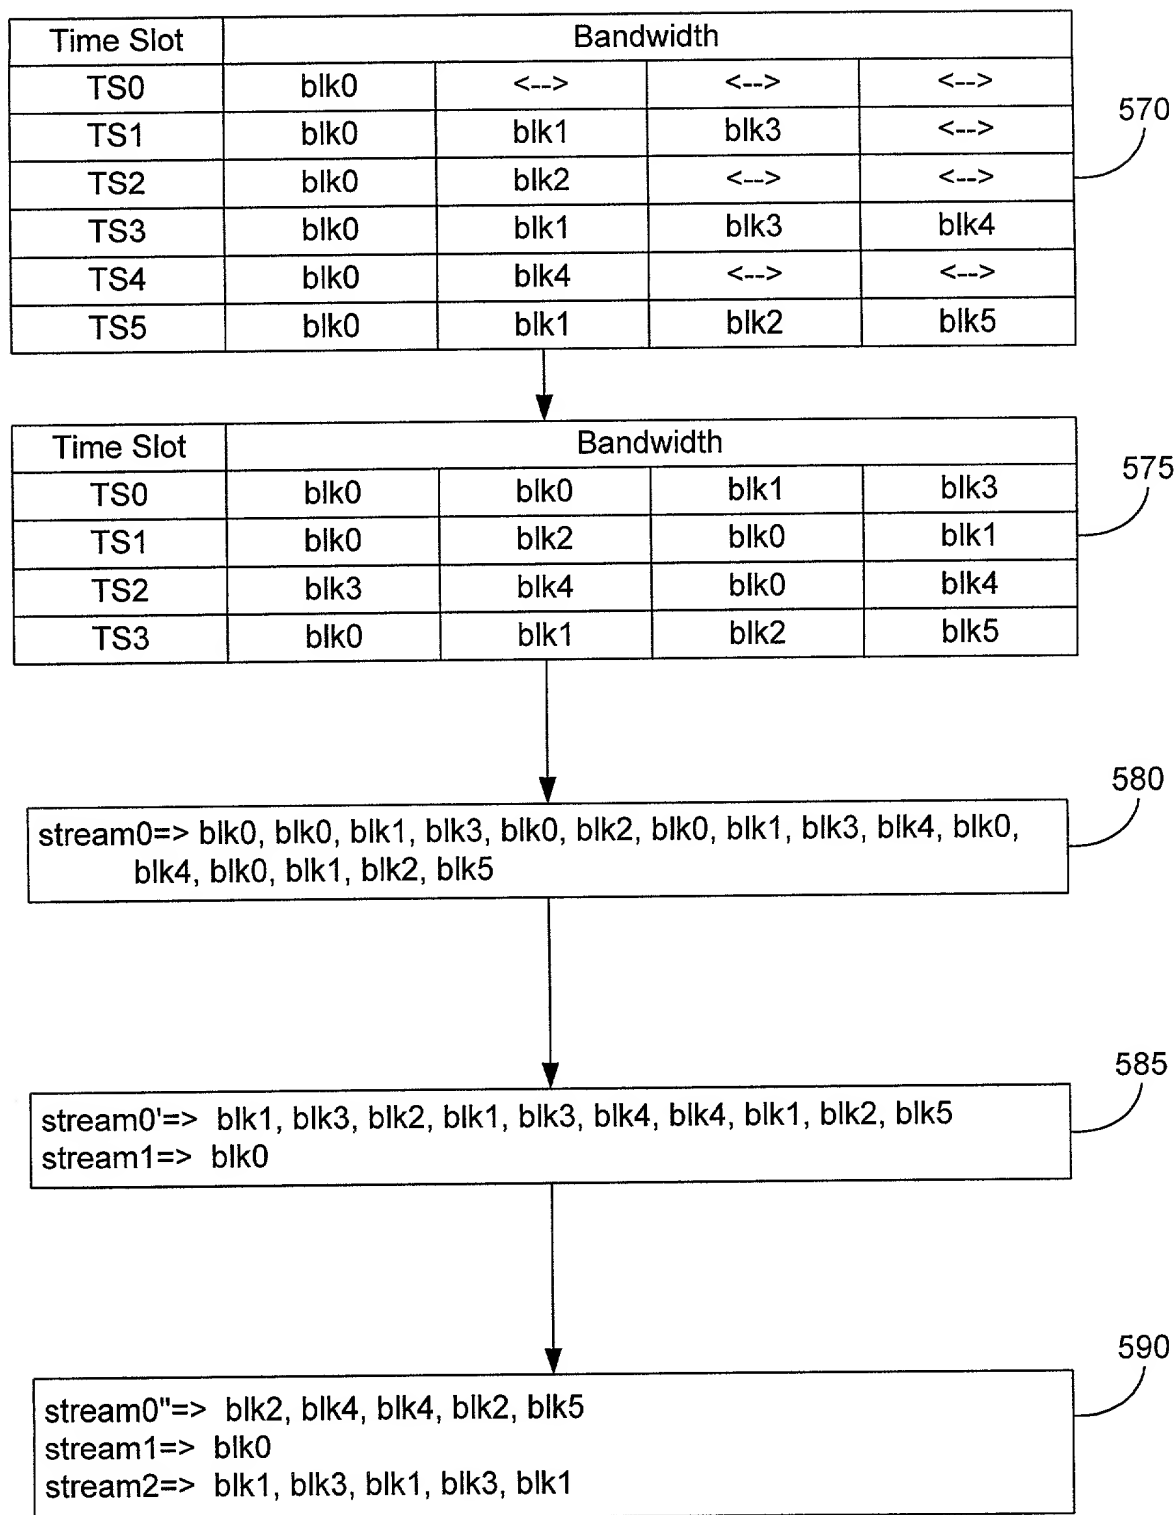 Time Slot Bandwidth
TS0 blk0 <--> <--> <-->
TS1 blk0 blk1 blk3 <-->
TS2 blk0 blk2 <--> <-->
TS3 blk0 blk1 blk3 blk4
TS4 blk0 blk4 <--> <-->
TS5 blk0 blk1 blk2 blk5
570
Time Slot Bandwidth
TS0 blk0 blk0 blk1 blk3
TS1 blk0 blk2 blk0 blk1
TS2 blk3 blk4 blk0 blk4
TS3 blk0 blk1 blk2 blk5
575
580
stream0=> blk0, blk0, blk1, blk3, blk0, blk2, blk0, blk1, blk3, blk4, blk0,
blk4, blk0, blk1, blk2, blk5
585
stream0'=> blk1, blk3, blk2, blk1, blk3, blk4, blk4, blk1, blk2, blk5
stream1=> blk0
590
stream0"=> blk2, blk4, blk4, blk2, blk5
stream1=> blk0
stream2=> blk1, blk3, blk1, blk3, blk1